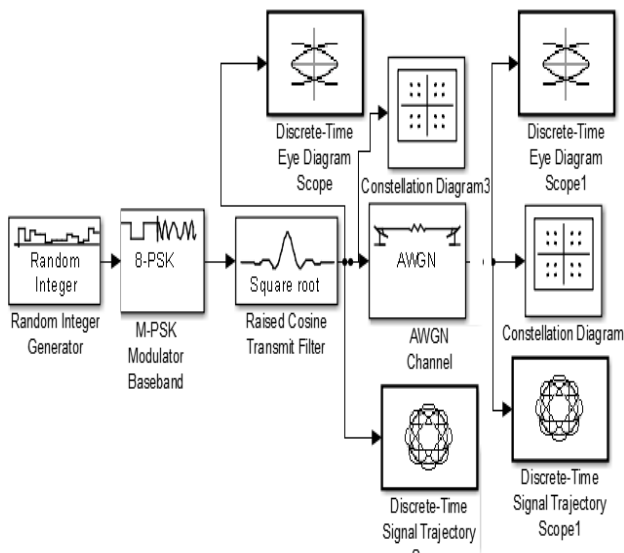 Discrete-Time
Eye Diagram
Scope
Constellation Diagram3
Discrete-Time
Eye Diagram
Scope1
Random
Integer
Random Integer
Generator
8-PSK
M-PSK
Modulator
Baseband
Square root
Raised Cosine
Transmit Filter
AWGN
AWGN
Channel
Constellation Diagram
Discrete-Time
Signal Trajectory
Discrete-Time
Signal Trajectory
Scope1